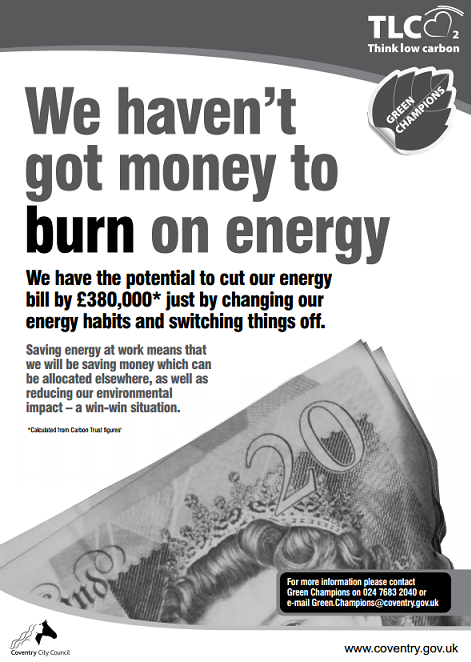 TLC 2
Think low carbon
GREEN
CHAMPIONS
We haven't
got money to
burn on energy
We have the potential to cut our energy
bill by £380,000* just by changing our
energy habits and switching things off.
Saving energy at work means that
we will be saving money which can
be allocated elsewhere, as well as
reducing our environmental
impact – a win-win situation.
*Calculated from Carbon Trust figures'
20
For more information please contact
Green Champions on 024 7683 2040 or
e-mail Green.Champions@coventry.gov.uk
Coventry City Council
www.coventry.gov.uk